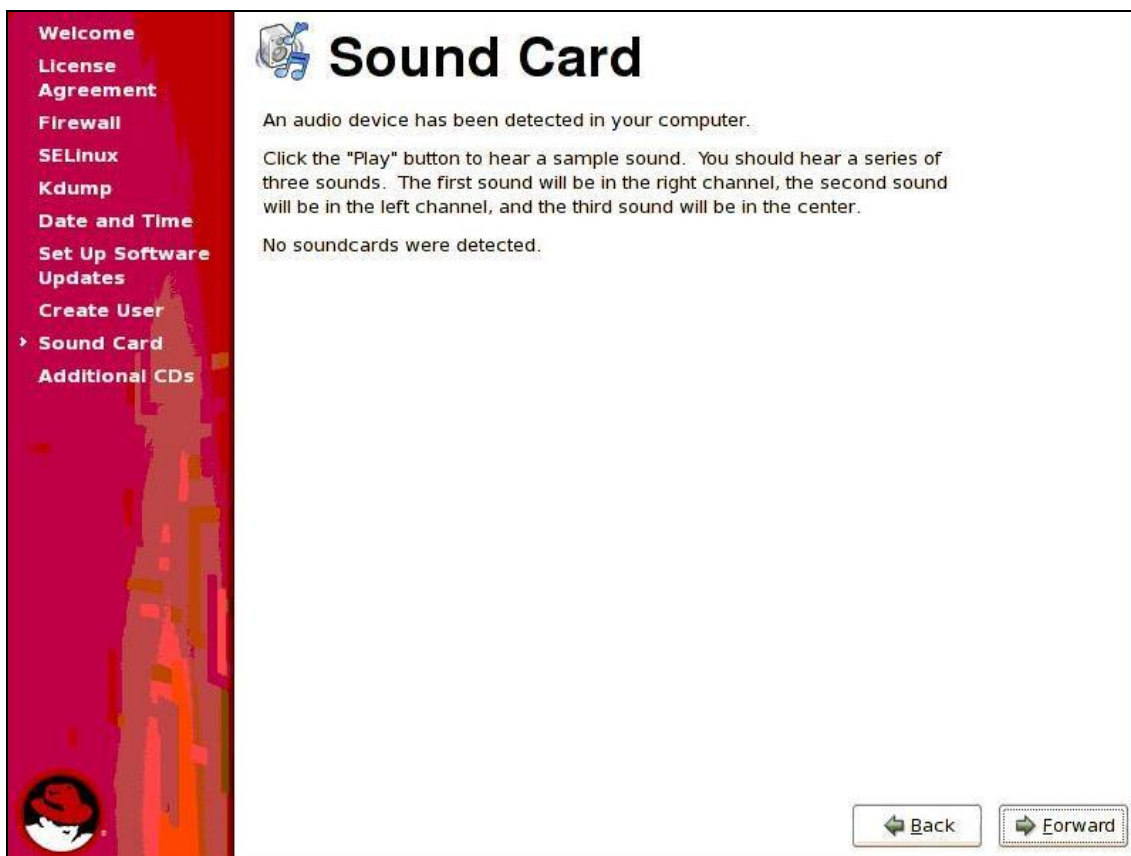 Welcome
License
Agreement
Firewall
SELinux
Kdump
Date and Time
Set Up Software
Updates
Create User
Sound Card
Additional CDs
Sound Card
An audio device has been detected in your computer.
Click the "Play" button to hear a sample sound.  You should hear a series of
three sounds.  The first sound will be in the right channel, the second sound
will be in the left channel, and the third sound will be in the center.
No soundcards were detected.
Back
Forward